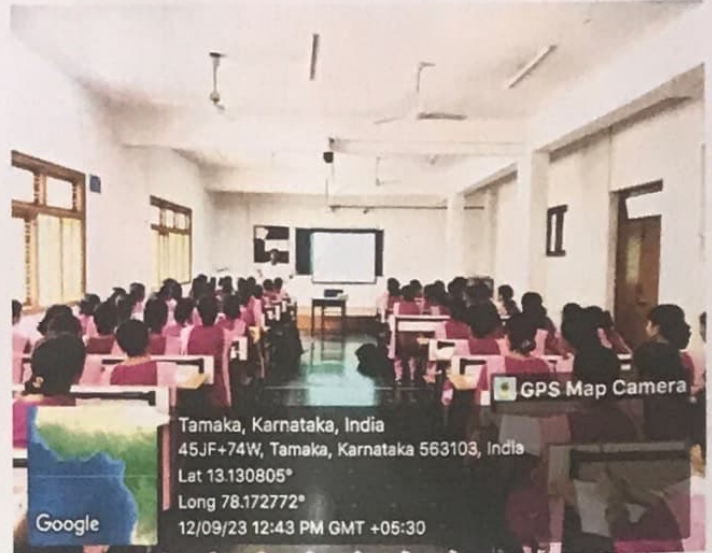 GPS Map Camera
Tamaka, Karnataka, India
45JF+74W, Tamaka, Karnataka 563103, India
Lat 13.130805°
Long 78.172772°
12/09/23 12:43 PM GMT +05:30
Google